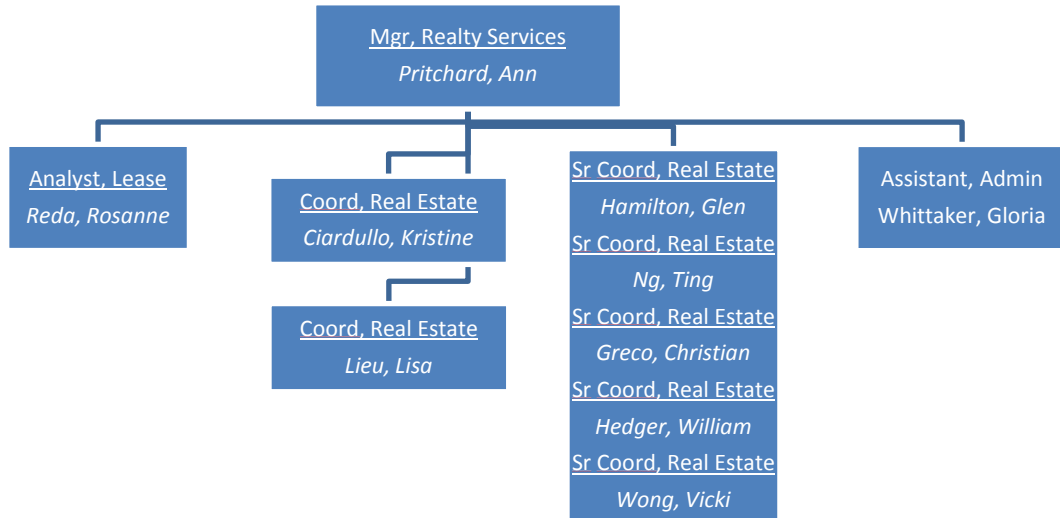 Mgr, Realty Services
Pritchard, Ann
Analyst, Lease
Reda, Rosanne
Coord, Real Estate
Ciardullo, Kristine
Coord, Real Estate
Lieu, Lisa
Sr Coord, Real Estate
Hamilton, Glen
Sr Coord, Real Estate
Ng, Ting
Sr Coord, Real Estate
Greco, Christian
Sr Coord, Real Estate
Hedger, William
Sr Coord, Real Estate
Wong, Vicki
Assistant, Admin
Whittaker, Gloria